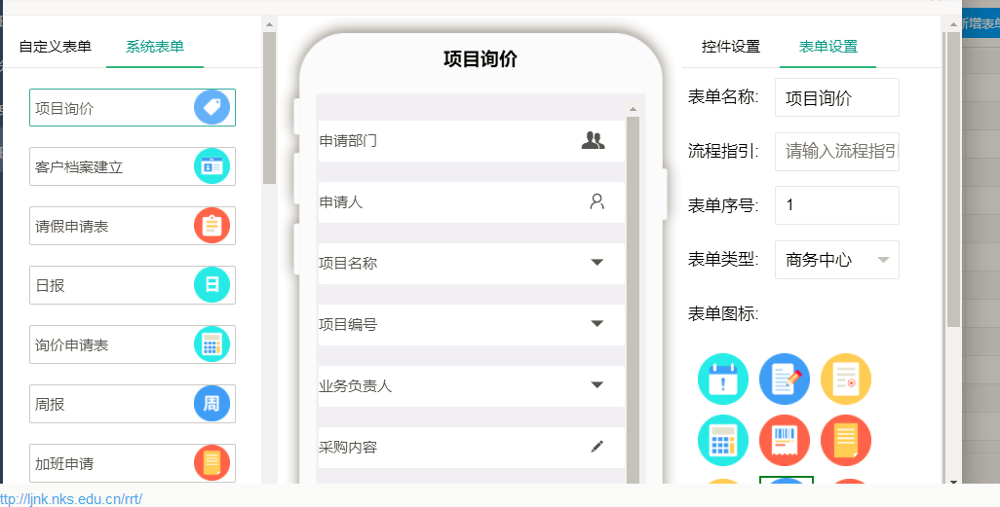 自定义表单
系统表单
项目询价
客户档案建立
请假申请表
日报
日
询价申请表
周报
周
加班申请
项目询价
申请部门
申请人
项目名称
项目编号
业务负责人
采购内容
控件设置
表单设置
表单名称:
项目询价
流程指引:
请输入流程指引
表单序号:
1
表单类型:
商务中心
表单图标:
新增表单
ttp://ljnk.nks.edu.cn/rrt/